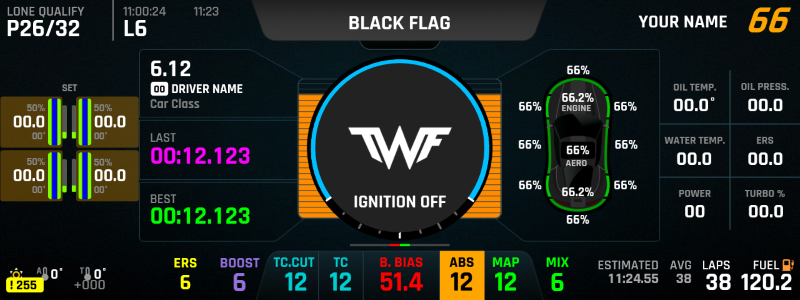 LONE QUALIFY
P26/32
11:00:24 11:23
L6
BLACK FLAG
YOUR NAME 66
SET
50% 00.0 00°
50% 00.0 00°
50% 00.0 00°
50% 00.0 00°
6.12
00 DRIVER NAME
Car Class
LAST
00:12.123
BEST
00:12.123
TWF
IGNITION OFF
66%
66% 66.2% 66%
ENGINE
66% 66% 66%
AERO
66% 66.2% 66%
66%
OIL TEMP. OIL PRESS.
00.0° 00.0
WATER TEMP. ERS
00.0 00.0
POWER TURBO %
00 00.0
! 255
0°
0°
+000
ERS
6
BOOST
6
TC.CUT
12
TC
12
B. BIAS
51.4
ABS
12
MAP
12
MIX
6
ESTIMATED
11:24.55
AVG
38
LAPS
38
FUEL
120.2